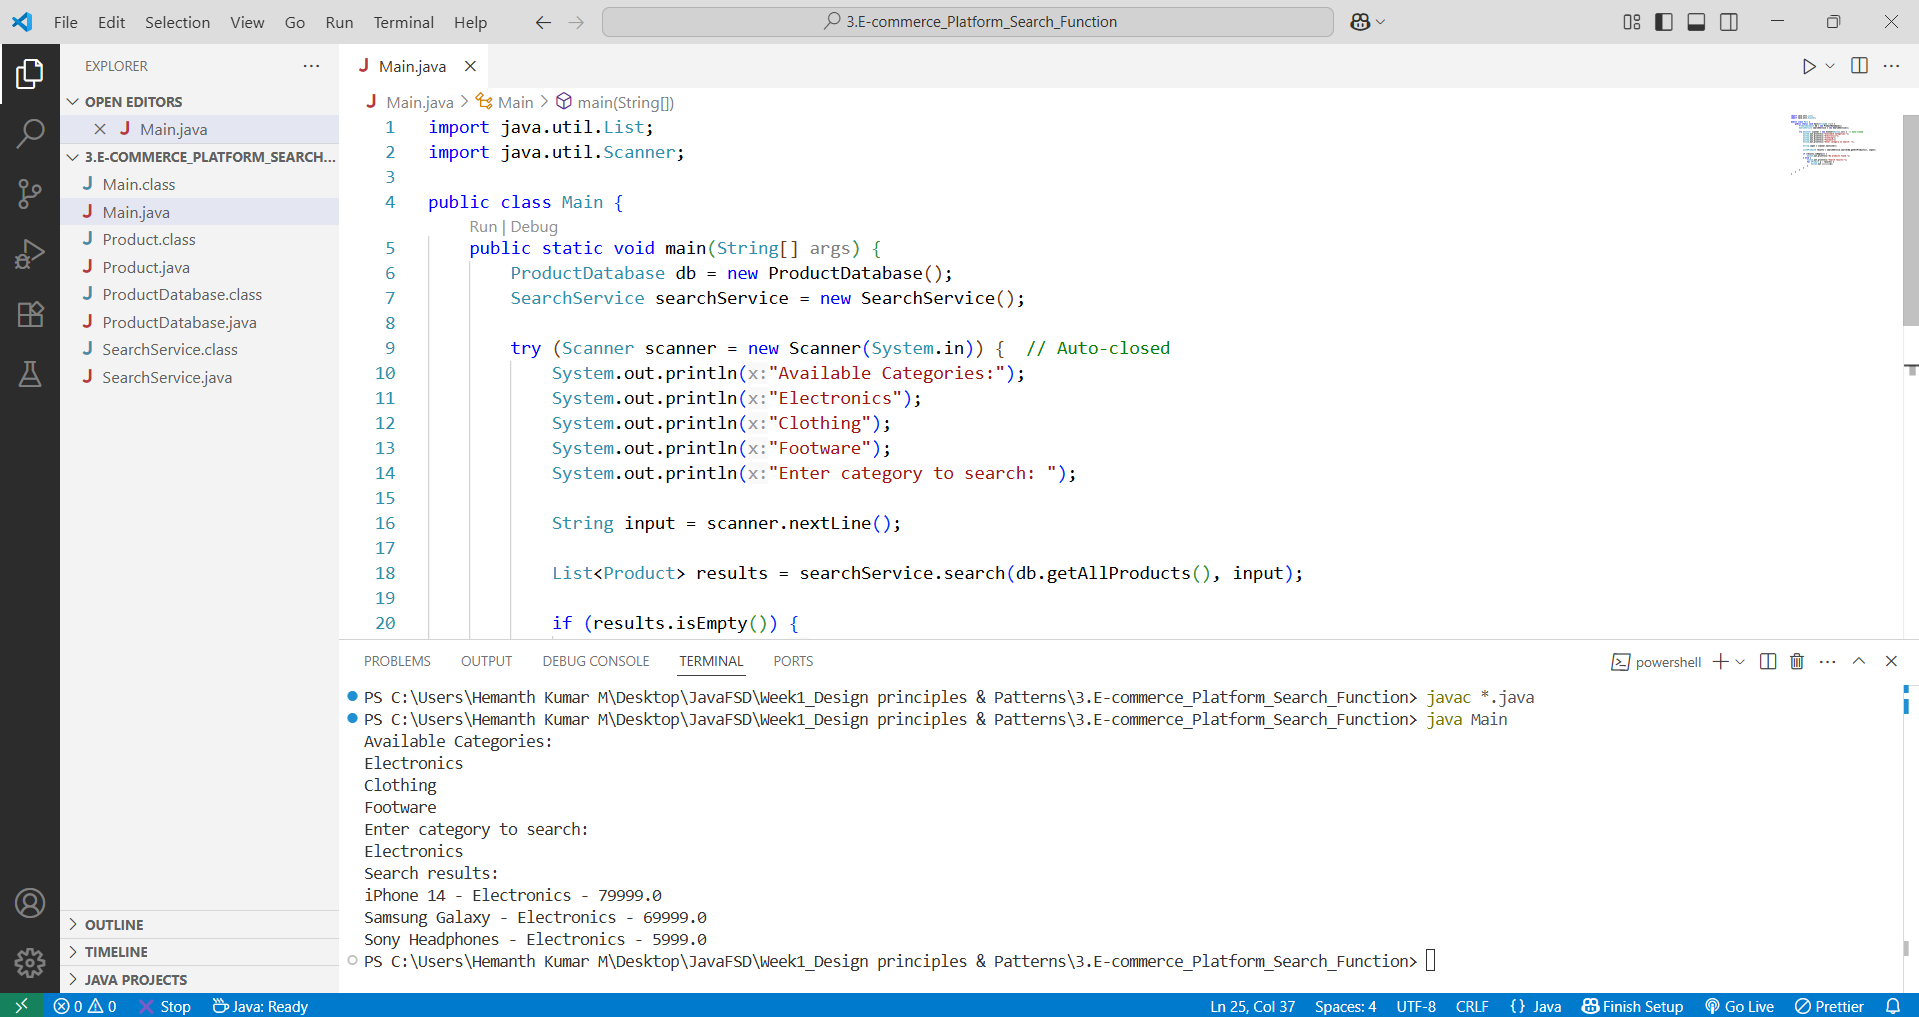 File Edit Selection View Go Run Terminal Help
3.E-commerce_Platform_Search_Function
EXPLORER
OPEN EDITORS
Main.java
3.E-COMMERCE_PLATFORM_SEARCH...
Main.class
Main.java
Product.class
Product.java
ProductDatabase.class
ProductDatabase.java
SearchService.class
SearchService.java
OUTLINE
TIMELINE
JAVA PROJECTS
Main.java
Main.java > Main > main(String[])
1 import java.util.List;
2 import java.util.Scanner;
3
4 public class Main {
Run | Debug
5 public static void main(String[] args) {
6 ProductDatabase db = new ProductDatabase();
7 SearchService searchService = new SearchService();
8
9 try (Scanner scanner = new Scanner(System.in)) { // Auto-closed
10 System.out.println(x:"Available Categories:");
11 System.out.println(x:"Electronics");
12 System.out.println(x:"Clothing");
13 System.out.println(x:"Footware");
14 System.out.println(x:"Enter category to search: ");
15
16 String input = scanner.nextLine();
17
18 List<Product> results = searchService.search(db.getAllProducts(), input);
19
20 if (results.isEmpty()) {
PROBLEMS OUTPUT DEBUG CONSOLE TERMINAL PORTS
powershell
PS C:\Users\Hemanth Kumar M\Desktop\JavaFSD\Week1_Design principles & Patterns\3.E-commerce_Platform_Search_Function> javac *.java
PS C:\Users\Hemanth Kumar M\Desktop\JavaFSD\Week1_Design principles & Patterns\3.E-commerce_Platform_Search_Function> java Main
Available Categories:
Electronics
Clothing
Footware
Enter category to search:
Electronics
Search results:
iPhone 14 - Electronics - 79999.0
Samsung Galaxy - Electronics - 69999.0
Sony Headphones - Electronics - 5999.0
PS C:\Users\Hemanth Kumar M\Desktop\JavaFSD\Week1_Design principles & Patterns\3.E-commerce_Platform_Search_Function>
0 0 Stop Java: Ready Ln 25, Col 37 Spaces: 4 UTF-8 CRLF {} Java Finish Setup Go Live Prettier